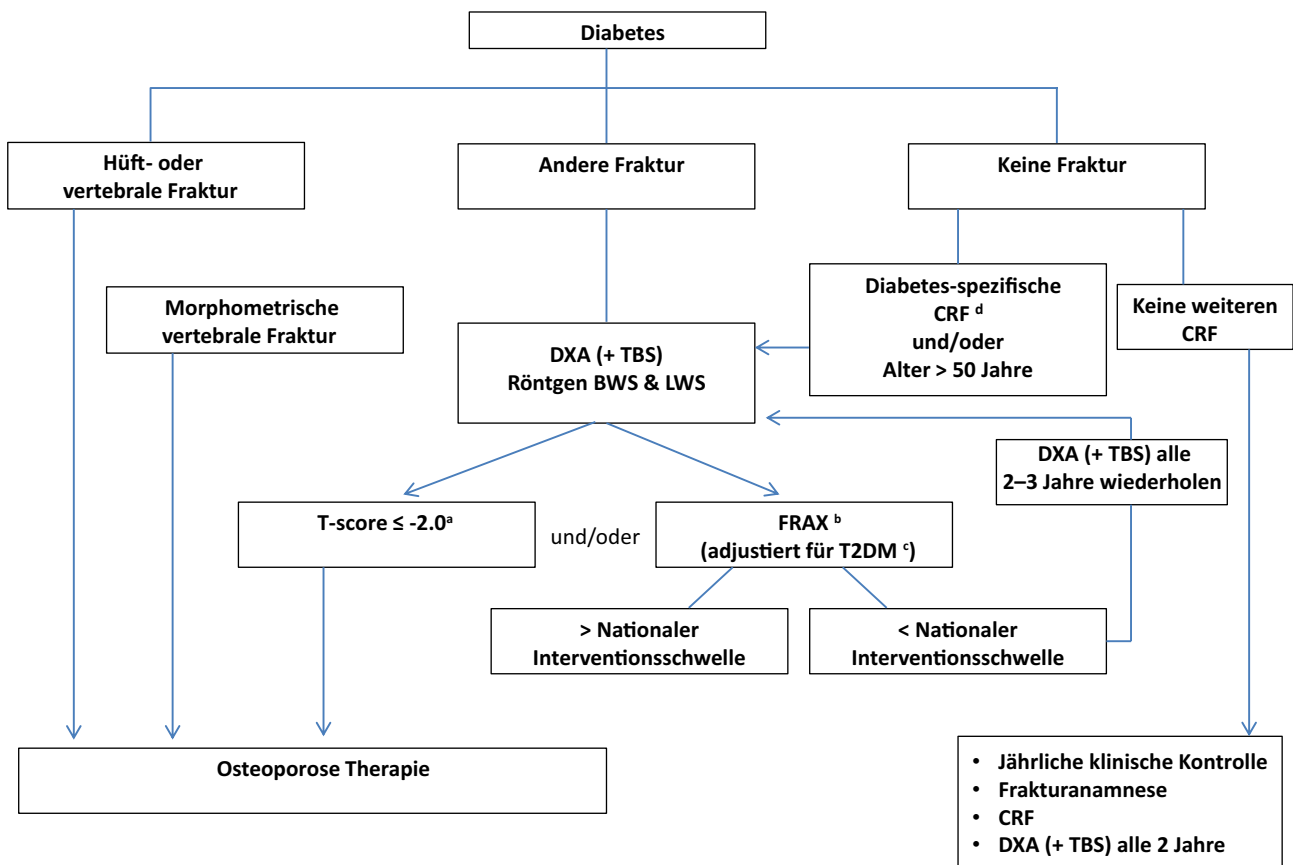 Diabetes
Hüft- oder
vertebrale Fraktur
Andere Fraktur
Keine Fraktur
Morphometrische
vertebrale Fraktur
Diabetes-spezifische
CRF d
und/oder
Alter > 50 Jahre
Keine weiteren
CRF
DXA (+ TBS)
Röntgen BWS & LWS
DXA (+ TBS) alle
2–3 Jahre wiederholen
T-score ≤ -2.0a
und/oder
FRAX b
(adjustiert für T2DM c)
> Nationaler
Interventionsschwelle
< Nationaler
Interventionsschwelle
Osteoporose Therapie
• Jährliche klinische Kontrolle
• Frakturanamnese
• CRF
• DXA (+ TBS) alle 2 Jahre